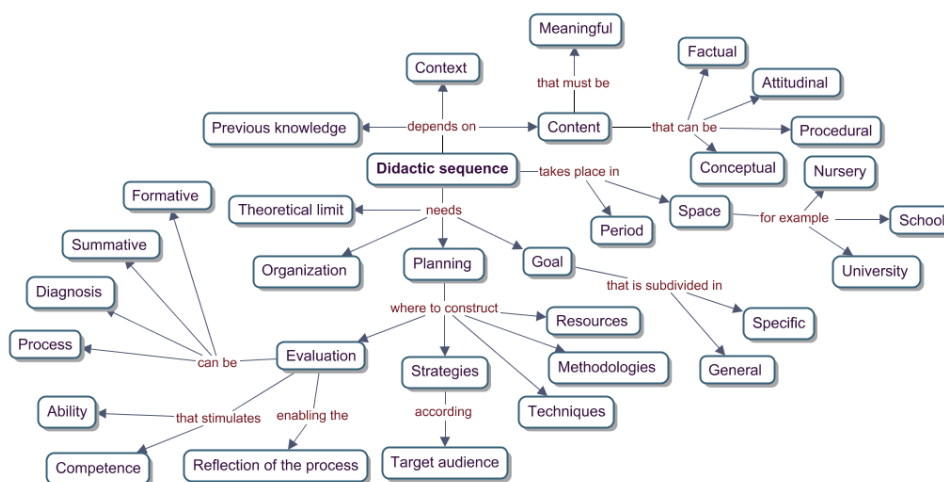 Meaningful
Factual
Context
that must be
Attitudinal
Previous knowledge
depends on
Content
that can be
Procedural
Conceptual
Didactic sequence
takes place in
Nursery
Formative
Theoretical limit
needs
Period
Space
for example
School
Summative
Organization
Planning
Goal
University
Diagnosis
that is subdivided in
where to construct
Resources
Specific
Process
can be
Evaluation
Strategies
Methodologies
General
Ability
that stimulates
enabling the
according
Techniques
Competence
Reflection of the process
Target audience